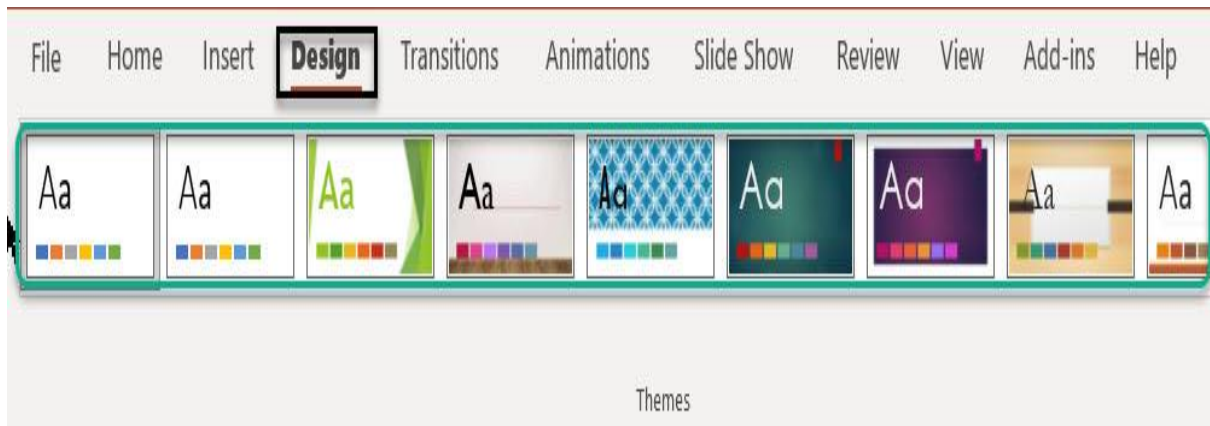 File Home Insert Design Transitions Animations Slide Show Review View Add-ins Help
Aa Aa Aa Aa Aa Aa Aa Aa Aa
Themes